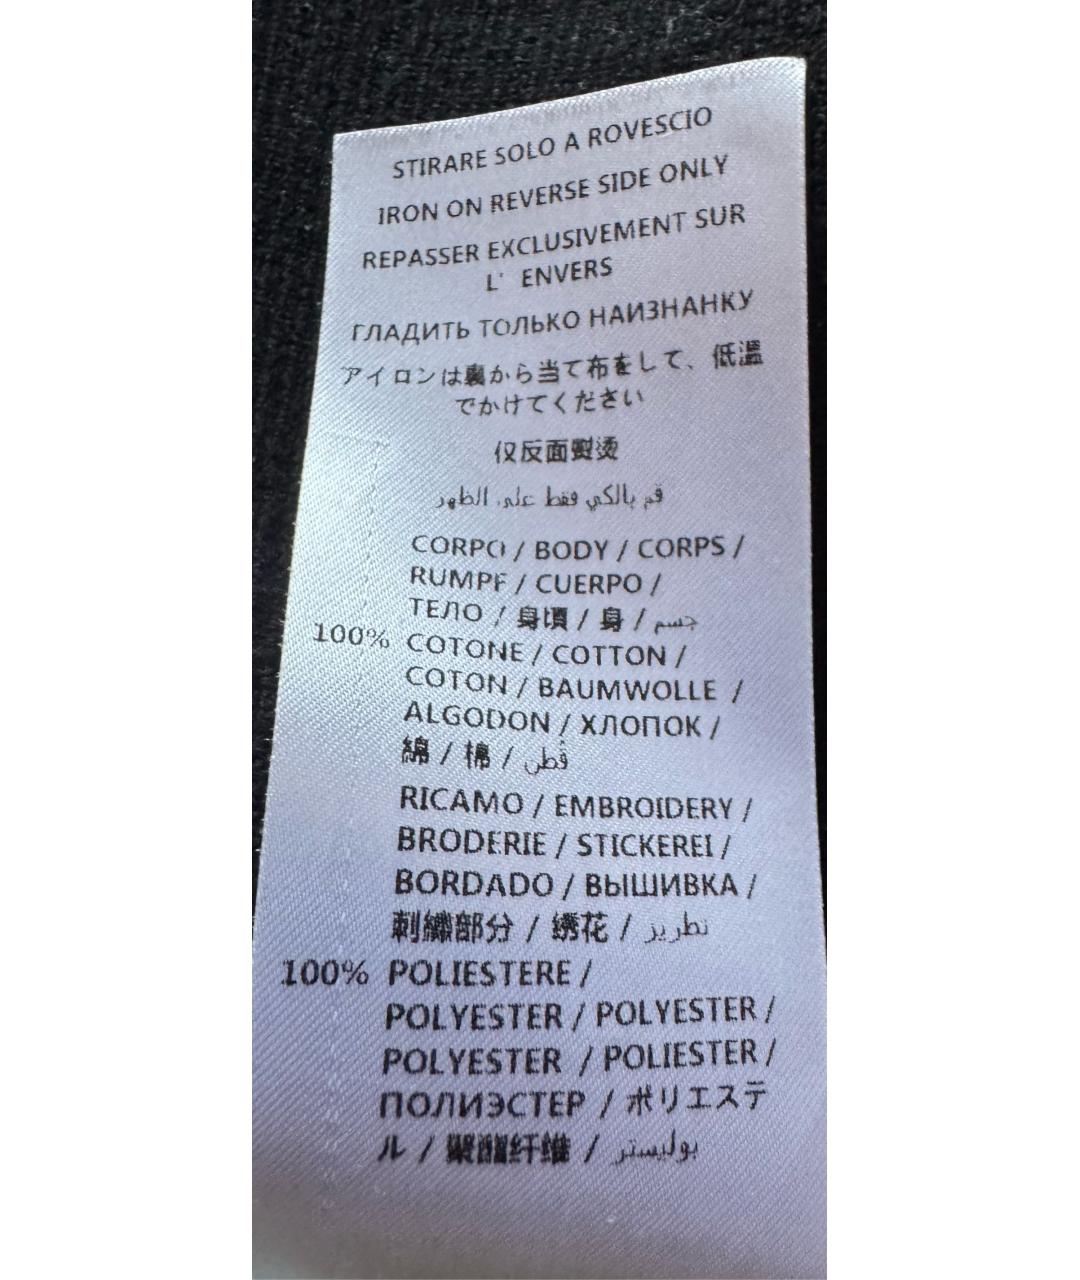 STIRARE SOLO A ROVESCIO
IRON ON REVERSE SIDE ONLY
REPASSER EXCLUSIVEMENT SUR
L' ENVERS
ГЛАДИТЬ ТОЛЬКО НАИЗНАНКУ
アイロンは裏から当て布をして、低温
でかけてください
仅反面熨烫
قم بالكي فقط على الظهر
CORPO / BODY / CORPS /
RUMPF / CUERPO /
ТЕЛО / 身頃 / 身 / جسم
100% COTONE / COTTON /
COTON / BAUMWOLLE /
ALGODON / ХЛОПОК /
綿 / 棉 / قُطن
RICAMO / EMBROIDERY /
BRODERIE / STICKEREI /
BORDADO / ВЫШИВКА /
刺繍部分 / 绣花 / تطريز
100% POLIESTERE /
POLYESTER / POLYESTER /
POLYESTER / POLIESTER /
ПОЛИЭСТЕР / ポリエステ
ル / 聚酯纤维 / بوليستر